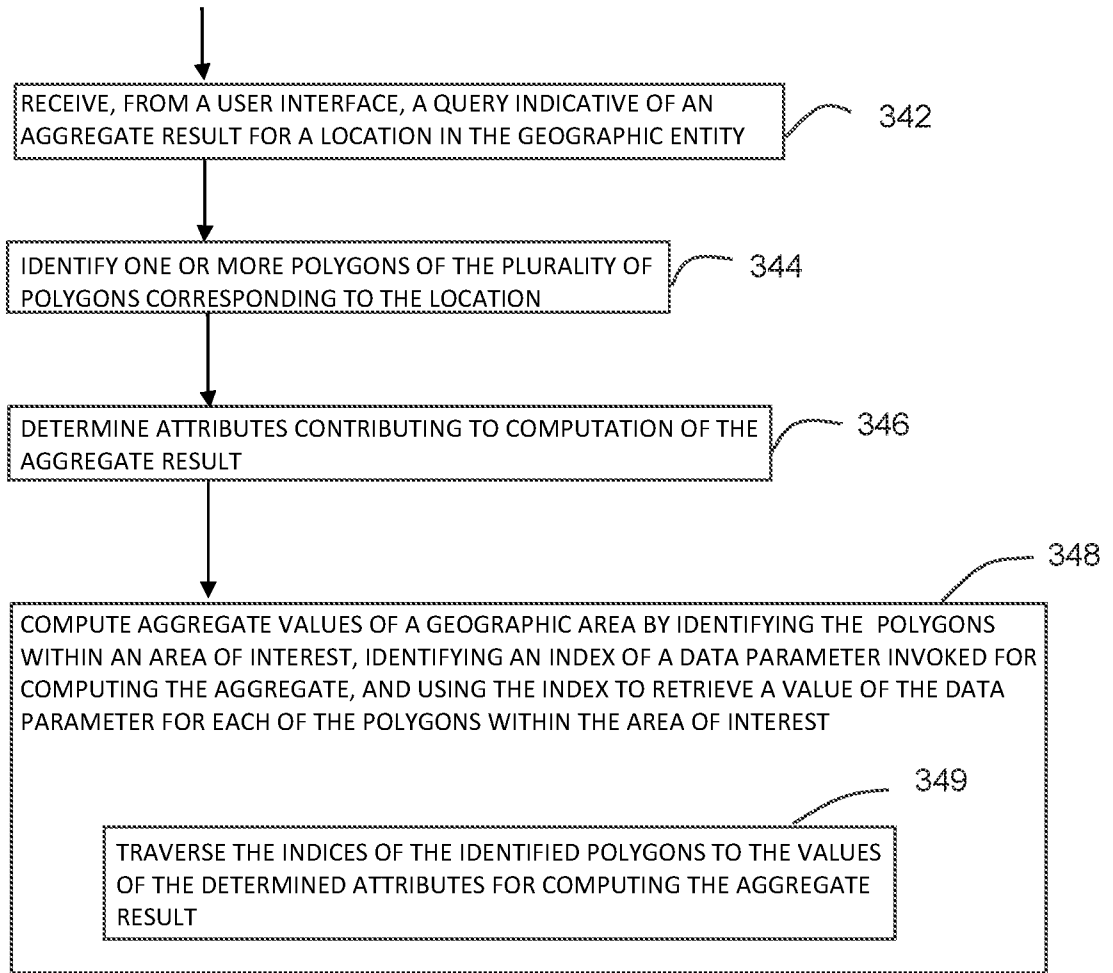 RECEIVE, FROM A USER INTERFACE, A QUERY INDICATIVE OF AN
AGGREGATE RESULT FOR A LOCATION IN THE GEOGRAPHIC ENTITY
342
IDENTIFY ONE OR MORE POLYGONS OF THE PLURALITY OF
POLYGONS CORRESPONDING TO THE LOCATION
344
DETERMINE ATTRIBUTES CONTRIBUTING TO COMPUTATION OF THE
AGGREGATE RESULT
346
348
COMPUTE AGGREGATE VALUES OF A GEOGRAPHIC AREA BY IDENTIFYING THE POLYGONS
WITHIN AN AREA OF INTEREST, IDENTIFYING AN INDEX OF A DATA PARAMETER INVOKED FOR
COMPUTING THE AGGREGATE, AND USING THE INDEX TO RETRIEVE A VALUE OF THE DATA
PARAMETER FOR EACH OF THE POLYGONS WITHIN THE AREA OF INTEREST
349
TRAVERSE THE INDICES OF THE IDENTIFIED POLYGONS TO THE VALUES
OF THE DETERMINED ATTRIBUTES FOR COMPUTING THE AGGREGATE
RESULT